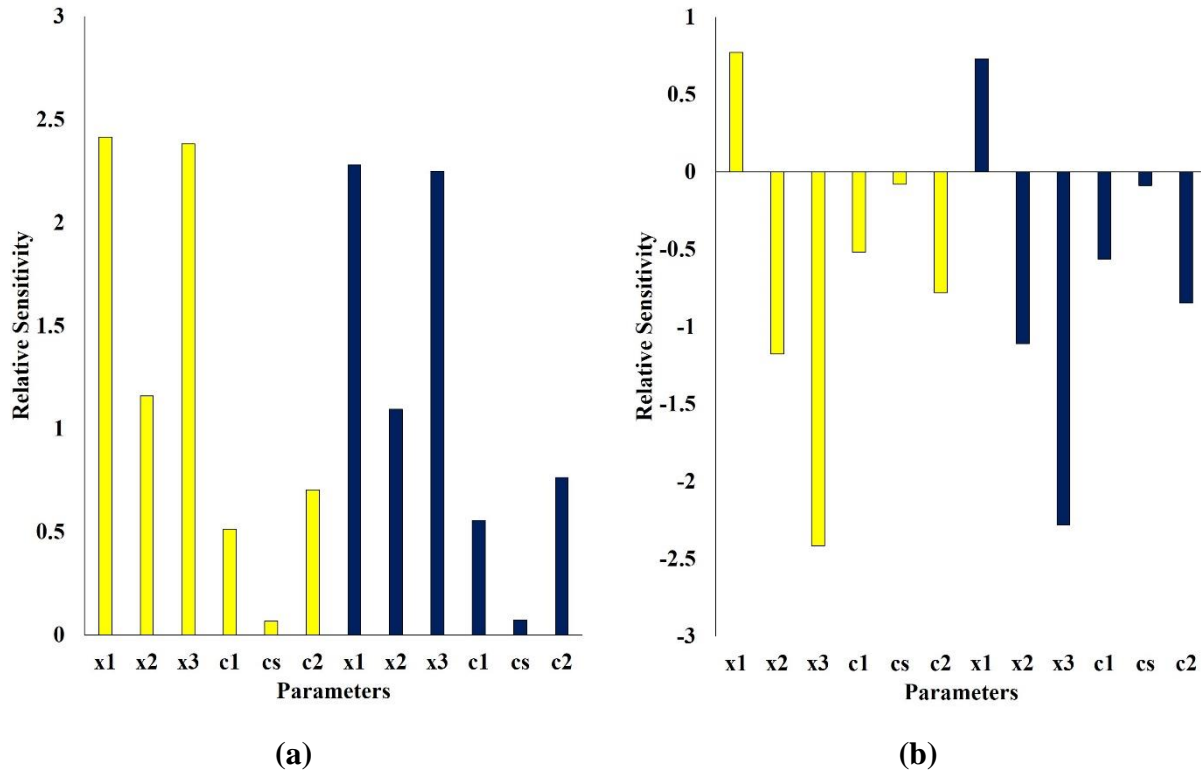 3
2.5
2
1.5
1
0.5
0
Relative Sensitivity
x1 x2 x3 c1 cs c2 x1 x2 x3 c1 cs c2
Parameters
(a)
1
0.5
0
-0.5
-1
-1.5
-2
-2.5
-3
Relative Sensitivity
x1 x2 x3 c1 cs c2 x1 x2 x3 c1 cs c2
Parameters
(b)